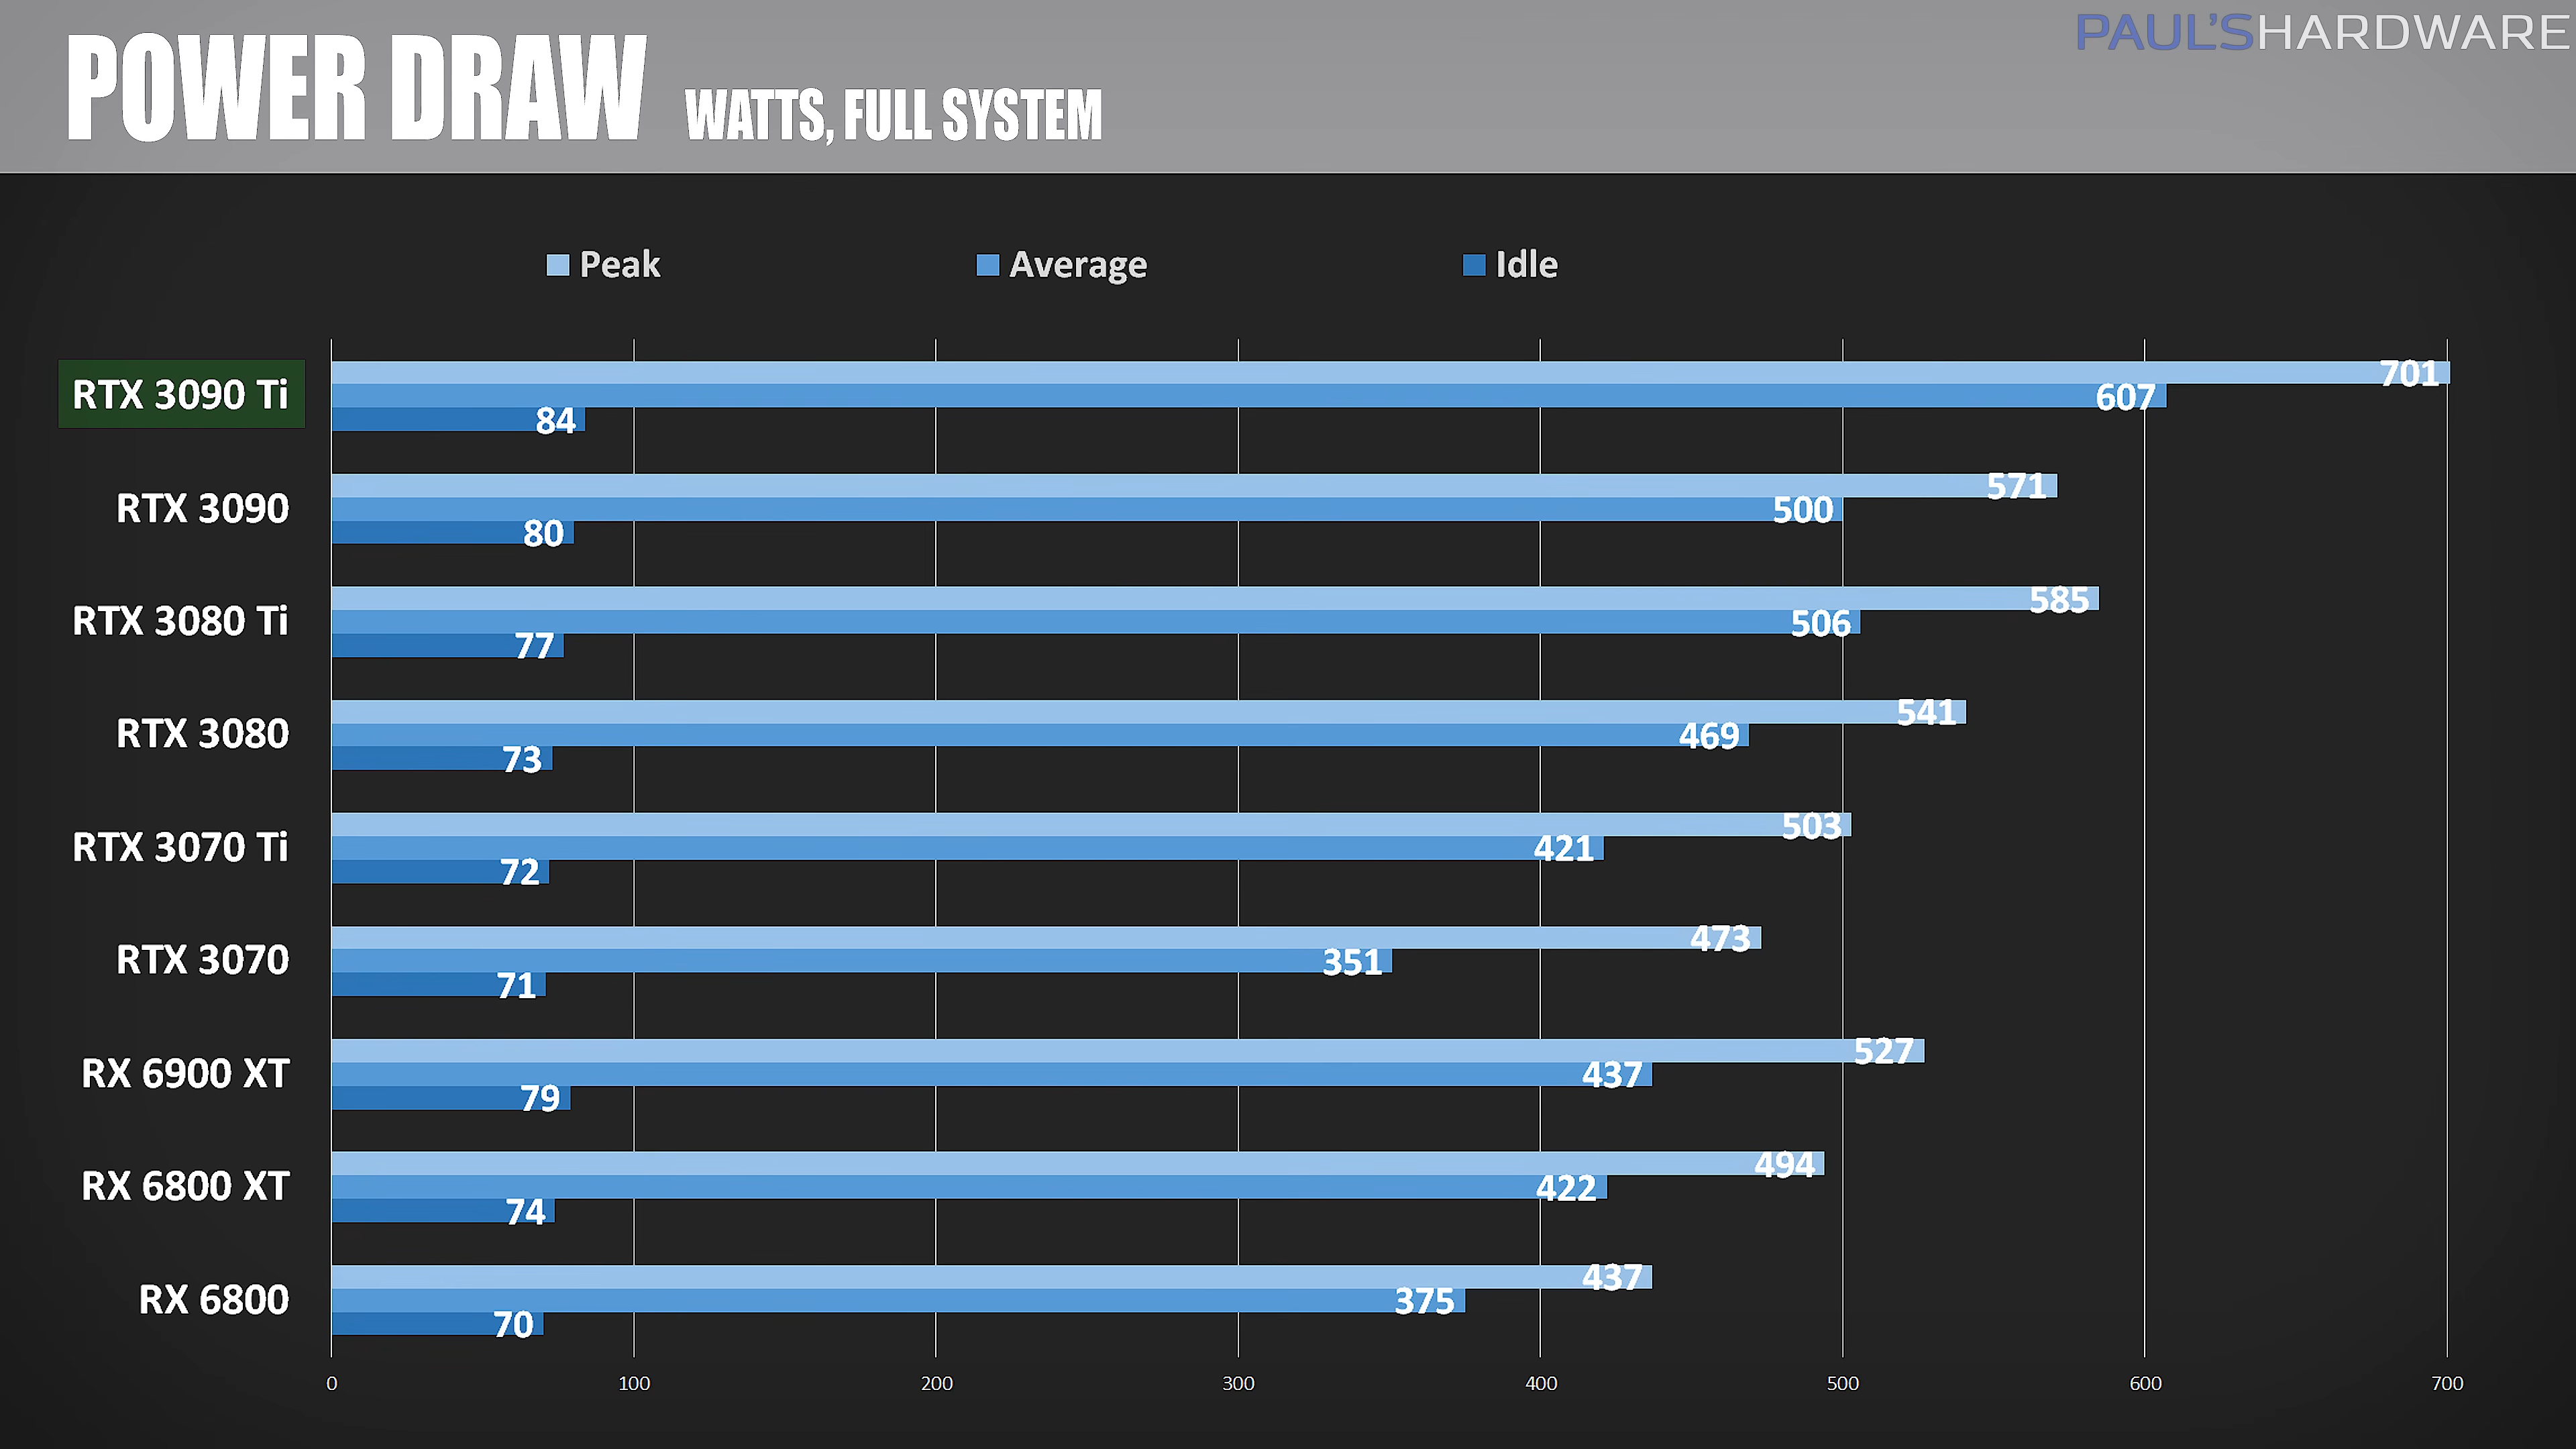 PAUL'SHARDWARE
POWER DRAW WATTS, FULL SYSTEM
Peak Average Idle
RTX 3090 Ti
701
607
84
RTX 3090
571
500
80
RTX 3080 Ti
585
506
77
RTX 3080
541
469
73
RTX 3070 Ti
503
421
72
RTX 3070
473
351
71
RX 6900 XT
527
437
79
RX 6800 XT
494
422
74
RX 6800
437
375
70
0 100 200 300 400 500 600 700